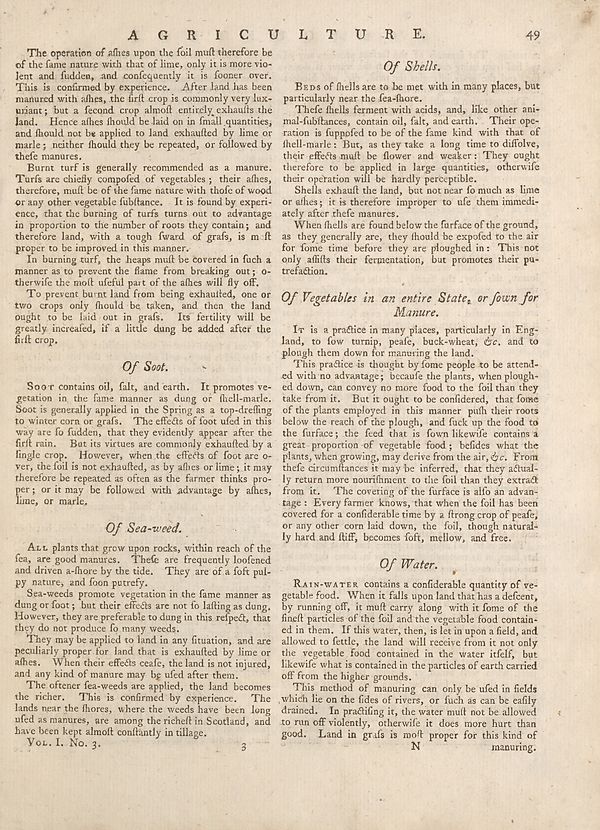 AGRICULTURE. 49
The operation of aſhes upon the ſoil muſt therefore be
of the ſame nature with that of lime, only it is more vio-
lent and ſudden, and conſequently it is ſooner over.
This is confirmed by experience. After land has been
manured with aſhes, the firſt crop is commonly very lux-
uriant; but a ſecond crop almoſt entirely exhauſts the
land. Hence aſhes ſhould be laid on in ſmall quantities,
and ſhould not be applied to land exhauſted by lime or
marle; neither ſhould they be repeated, or followed by
theſe manures.
Burnt turf is generally recommended as a manure.
Turfs are chiefly compoſed of vegetables; their aſhes,
therefore, muſt be of the ſame nature with thoſe of wood
or any other vegetable ſubſtance. It is found by experi-
ence, that the burning of turfs turns out to advantage
in proportion to the number of roots they contain; and
therefore land, with a tough ſward of graſs, is m ſt
proper to be improved in this manner.
In burning turf, the heaps muſt be covered in ſuch a
manner as to prevent the flame from breaking out; o-
therwiſe the moſt uſeful part of the aſhes will fly off.
To prevent burnt land from being exhauſted, one or
two crops only ſhould be taken, and then the land
ought to be laid out in graſs. Its fertility will be
greatly increaſed, if a little dung be added after the
firſt crop.
Of Soot.
Soot contains oil, ſalt, and earth. It promotes ve-
getation in the ſame manner as dung or ſhell-marle.
Soot is generally applied in the Spring as a top-dreſſing
to winter corn or graſs. The effects of ſoot uſed in this
way are ſo ſudden, that they evidently appear after the
firſt rain. But its virtues are commonly exhauſted by a
ſingle crop. However, when the effects of ſoot are o-
ver, the ſoil is not exhauſted, as by aſhes or lime; it may
therefore be repeated as often as the farmer thinks pro-
per; or it may be followed with advantage by aſhes,
lime, or marle.
Of Sea-weed.
All plants that grow upon rocks, within reach of the
ſea, are good manures. Theſe are frequently looſened
and driven a-ſhore by the tide. They are of a ſoft pul-
py nature, and ſoon putrefy.
Sea-weeds promote vegetation in the ſame manner as
dung or ſoot; but their effects are not ſo laſting as dung.
However, they are preferable to dung in this reſpect, that
they do not produce ſo many weeds.
They may be applied to land in any ſituation, and are
peculiarly proper for land that is exhauſted by lime or
aſhes. When their effects ceaſe, the land is not injured,
and any kind of manure may be uſed after them.
The oftener ſea-weeds are applied, the land becomes
the richer. This is confirmed by experience. The
lands near the ſhores, where the weeds have been long
uſed as manures, are among the richeſt in Scotland, and
have been kept almoſt conſtantly in tillage.
Vol. I. No. 3. 3
Of Shells.
Beds of ſhells are to be met with in many places, but
particularly near the ſea-ſhore.
Theſe ſhells ferment with acids, and, like other ani-
mal-ſubſtances, contain oil, ſalt, and earth. Their ope-
ration is ſuppoſed to be of the ſame kind with that of
ſhell-marle: But, as they take a long time to diſſolve,
their effects muſt be ſlower and weaker: They ought
therefore to be applied in large quantities, otherwiſe
their operation will be hardly perceptible.
Shells exhauſt the land, but not near ſo much as lime
or aſhes; it is therefore improper to uſe them immedi-
ately after theſe manures.
When ſhells are found below the ſurface of the ground,
as they generally are, they ſhould be expoſed to the air
for ſome time before they are ploughed in: This not
only aſſiſts their fermentation, but promotes their pu-
trefaction.
Of Vegetables in an entire State, or ſown for
Manure.
It is a practice in many places, particularly in Eng-
land, to ſow turnip, peaſe, buck-wheat, &c. and to
plough them down for manuring the land.
This practice is thought by ſome people to be attend-
ed with no advantage; becauſe the plants, when plough-
ed down, can convey no more food to the ſoil than they
take from it. But it ought to be conſidered, that ſome
of the plants employed in this manner puſh their roots
below the reach of the plough, and ſuck up the food to
the ſurface; the ſeed that is ſown likewiſe contains a
great proportion of vegetable food; beſides what the
plants, when growing, may derive from the air, &c. From
theſe circumſtances it may be inferred, that they actual-
ly return more nouriſhment to the ſoil than they extract
from it. The covering of the ſurface is alſo an advan-
tage: Every farmer knows, that when the ſoil has been
covered for a conſiderable time by a ſtrong crop of peaſe,
or any other corn laid down, the ſoil, though natural-
ly hard and ſtiff, becomes ſoft, mellow, and free.
Of Water.
Rain-water contains a conſiderable quantity of ve-
getable food. When it falls upon land that has a deſcent,
by running off, it muſt carry along with it ſome of the
fineſt particles of the ſoil and the vegetable food contain-
ed in them. If this water, then, is let in upon a field, and
allowed to ſettle, the land will receive from it not only
the vegetable food contained in the water itſelf, but
likewiſe what is contained in the particles of earth carried
off from the higher grounds.
This method of manuring can only be uſed in fields
which lie on the ſides of rivers, or ſuch as can be eaſily
drained. In practiſing it, the water muſt not be allowed
to run off violently, otherwiſe it does more hurt than
good. Land in graſs is moſt proper for this kind of
N manuring.